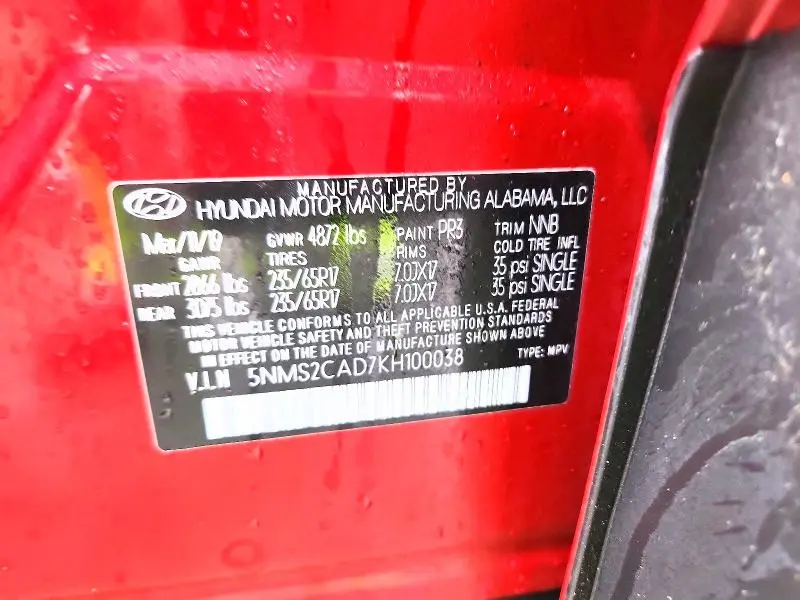 MANUFACTURED BY
HYUNDAI MOTOR MANUFACTURING ALABAMA, LLC
Mar/11/19 GVWR 4872 lbs PAINT PR3 TRIM NNB
GAWR TIRES RIMS COLD TIRE INFL
FRONT 2866 lbs 235/65R17 7.0JX17 35 psi SINGLE
REAR 3075 lbs 235/65R17 7.0JX17 35 psi SINGLE
THIS VEHICLE CONFORMS TO ALL APPLICABLE U.S.A. FEDERAL
MOTOR VEHICLE SAFETY AND THEFT PREVENTION STANDARDS
IN EFFECT ON THE DATE OF MANUFACTURE SHOWN ABOVE
V.I.N 5NMS2CAD7KH100038 TYPE: MPV